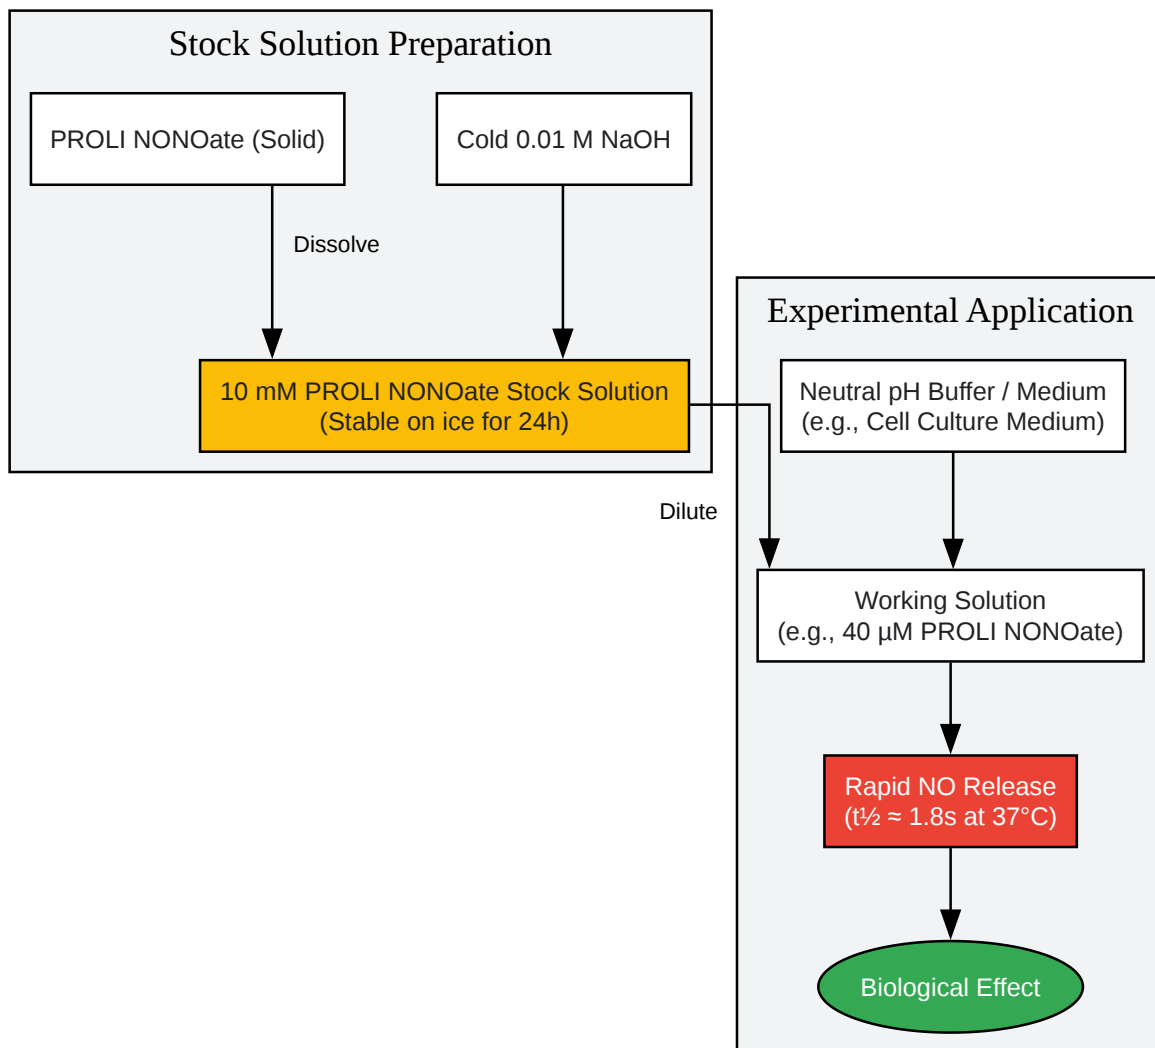 Stock Solution Preparation
PROLI NONOate (Solid)
Cold 0.01 M NaOH
Dissolve
10 mM PROLI NONOate Stock Solution
(Stable on ice for 24h)
Dilute
Experimental Application
Neutral pH Buffer / Medium
(e.g., Cell Culture Medium)
Working Solution
(e.g., 40 µM PROLI NONOate)
Rapid NO Release
(t½ ≈ 1.8s at 37°C)
Biological Effect